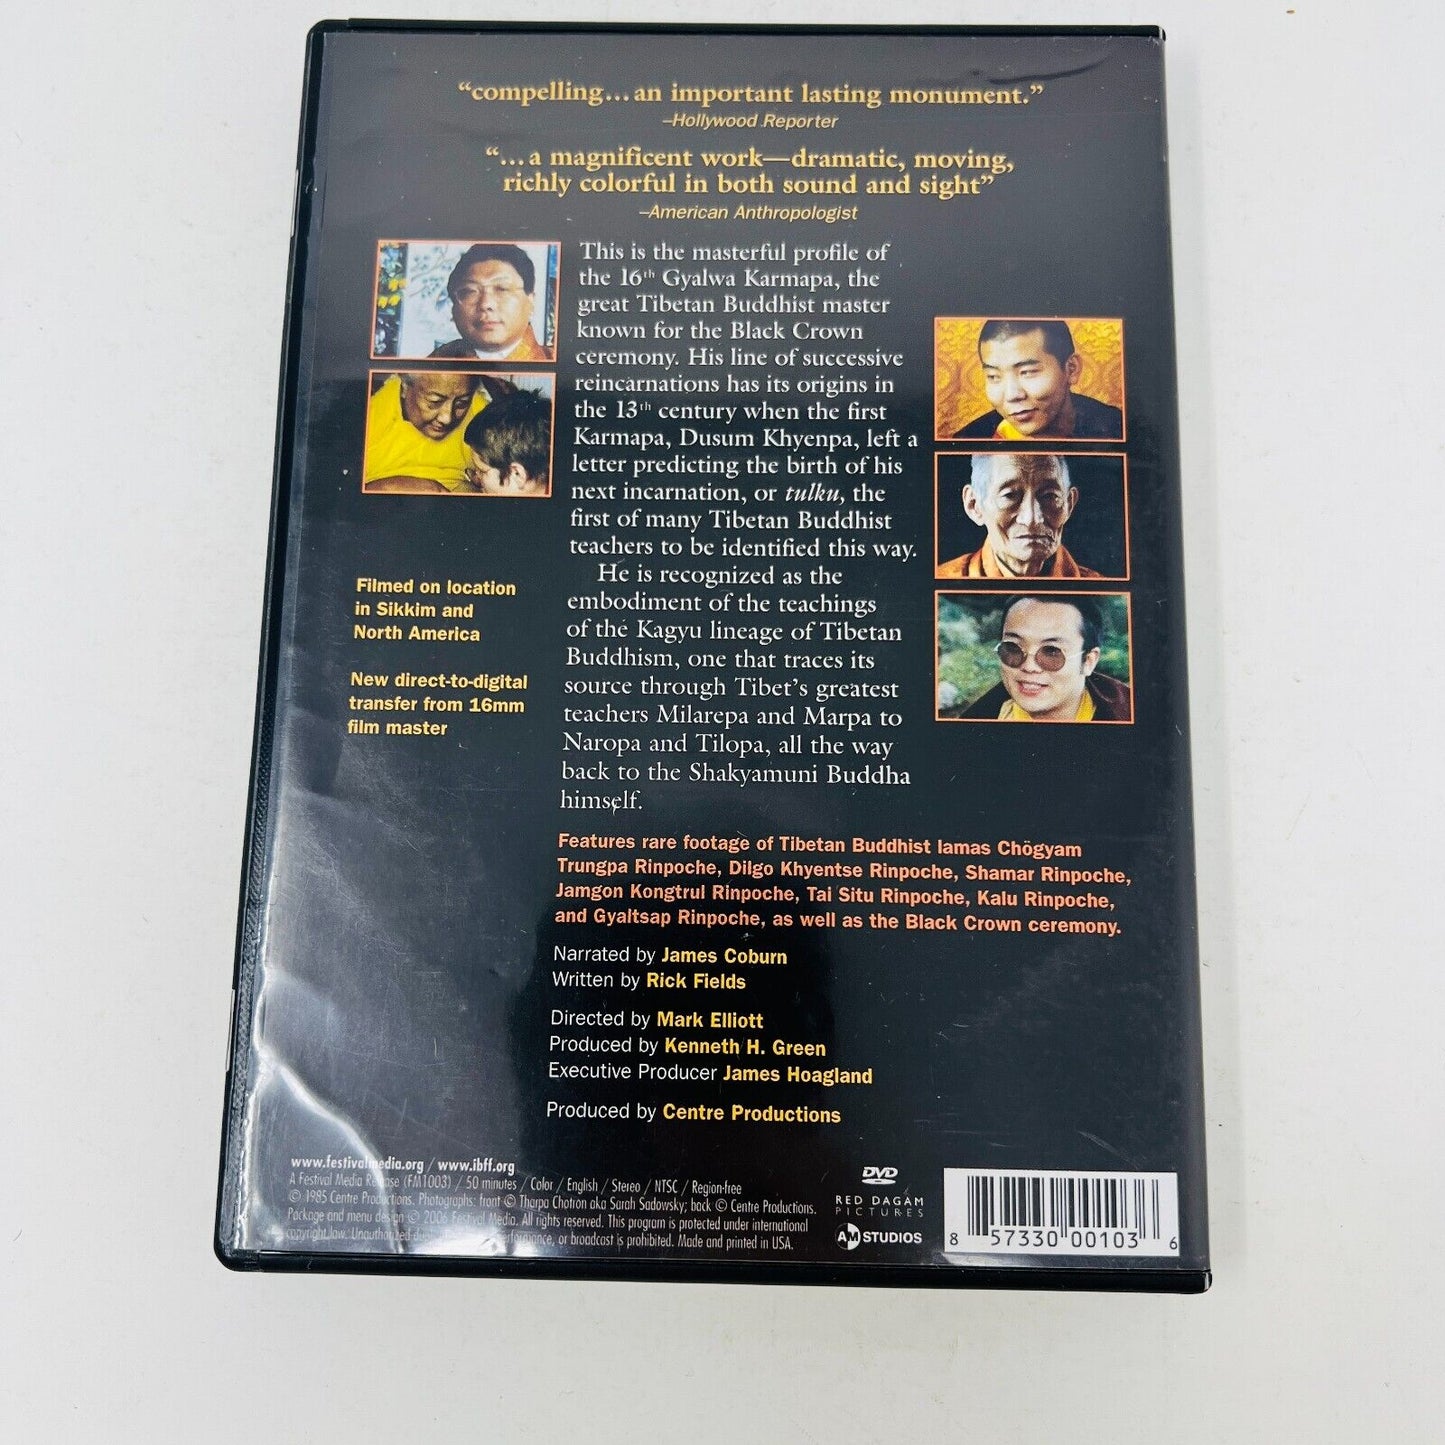 “compelling...an important lasting monument.”
–Hollywood Reporter
“...a magnificent work—dramatic, moving,
richly colorful in both sound and sight”
–American Anthropologist
This is the masterful profile of
the 16th Gyalwa Karmapa, the
great Tibetan Buddhist master
known for the Black Crown
ceremony. His line of successive
reincarnations has its origins in
the 13th century when the first
Karmapa, Dusum Khyenpa, left a
letter predicting the birth of his
next incarnation, or tulku, the
first of many Tibetan Buddhist
teachers to be identified this way.
He is recognized as the
embodiment of the teachings
of the Kagyu lineage of Tibetan
Buddhism, one that traces its
source through Tibet’s greatest
teachers Milarepa and Marpa to
Naropa and Tilopa, all the way
back to the Shakyamuni Buddha
himself.
Filmed on location
in Sikkim and
North America
New direct-to-digital
transfer from 16mm
film master
Features rare footage of Tibetan Buddhist lamas Chögyam
Trungpa Rinpoche, Dilgo Khyentse Rinpoche, Shamar Rinpoche,
Jamgon Kongtrul Rinpoche, Tai Situ Rinpoche, Kalu Rinpoche,
and Gyaltsap Rinpoche, as well as the Black Crown ceremony.
Narrated by James Coburn
Written by Rick Fields
Directed by Mark Elliott
Produced by Kenneth H. Green
Executive Producer James Hoagland
Produced by Centre Productions
www.festivalmedia.org / www.ibff.org
A Festival Media Release (FM1003) / 50 minutes / Color / English / Stereo / NTSC / Region-free
© 1985 Centre Productions. Photographs: front © Tharpa Chotron aka Sarah Sadowsky; back © Centre Productions.
Package and menu design © 2006 Festival Media. All rights reserved. This program is protected under international
copyright law. Unauthorized performance, or broadcast is prohibited. Made and printed in USA.
DVD
RED DAGAM
PICTURES
AM STUDIOS
8 57330 00103 6